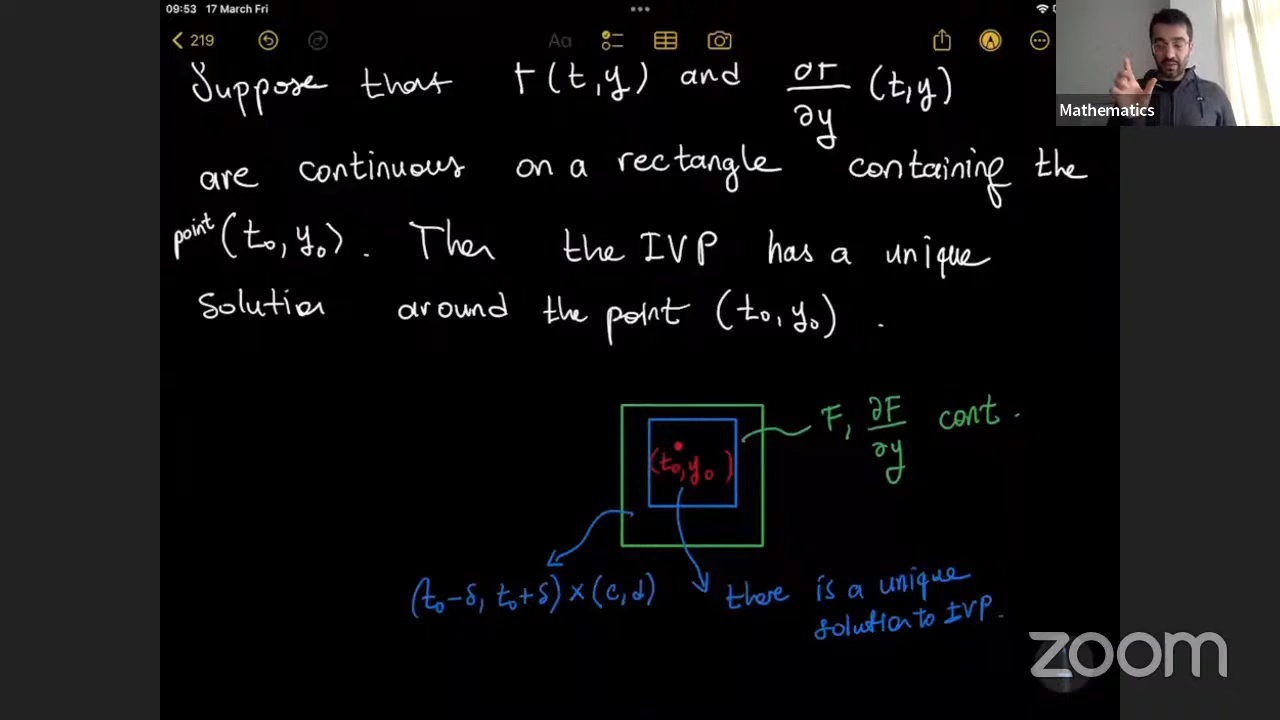 09:53 17 March Fri
219
Aa
Mathematics
Suppose that F(t,y) and ∂F/∂y (t,y)
are continuous on a rectangle containing the
point (t₀, y₀). Then the IVP has a unique
solution around the point (t₀, y₀).
F, ∂F/∂y cont.
(t₀, y₀)
(t₀-δ, t₀+δ) × (c,d)
there is a unique
solution to IVP.
zoom